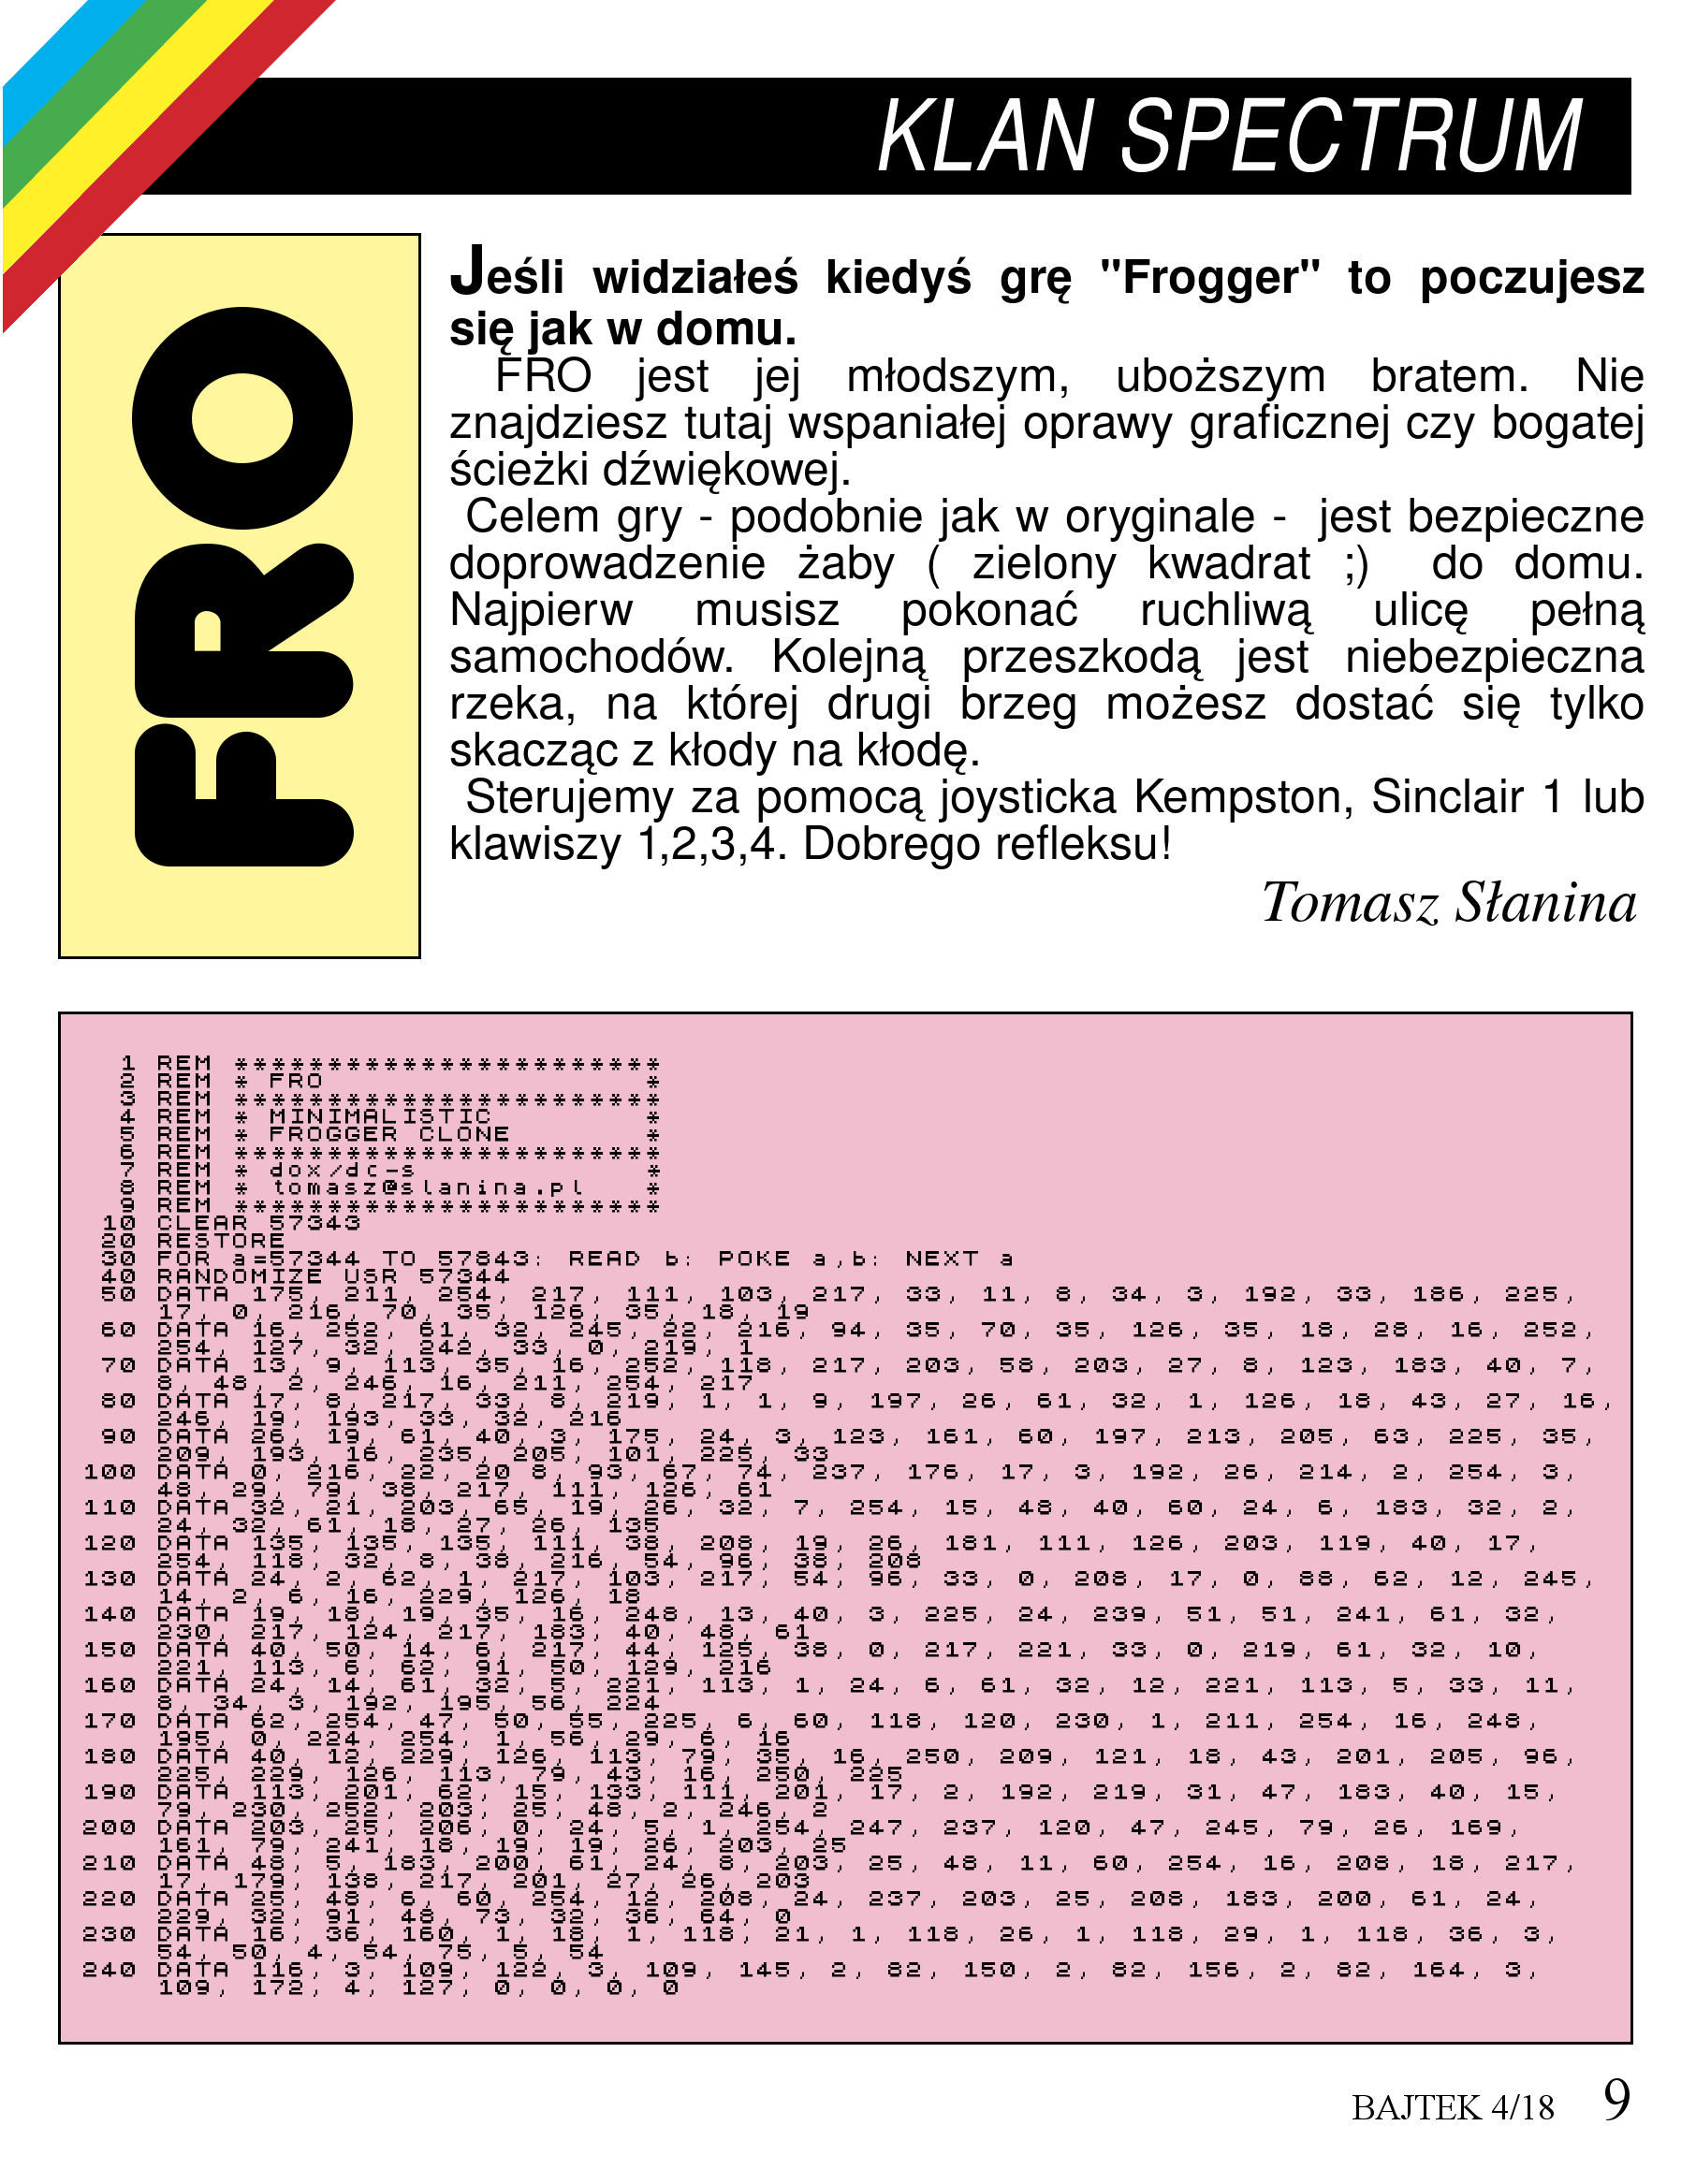 KLAN SPECTRUM
FRO
Jeśli widziałeś kiedyś grę "Frogger" to poczujesz
się jak w domu.
FRO jest jej młodszym, uboższym bratem. Nie
znajdziesz tutaj wspaniałej oprawy graficznej czy bogatej
ścieżki dźwiękowej.
Celem gry - podobnie jak w oryginale - jest bezpieczne
doprowadzenie żaby ( zielony kwadrat ;) do domu.
Najpierw musisz pokonać ruchliwą ulicę pełną
samochodów. Kolejną przeszkodą jest niebezpieczna
rzeka, na której drugi brzeg możesz dostać się tylko
skacząc z kłody na kłodę.
Sterujemy za pomocą joysticka Kempston, Sinclair 1 lub
klawiszy 1,2,3,4. Dobrego refleksu!
Tomasz Słanina
1 REM ***********************
2 REM * FRO *
3 REM ***********************
4 REM * MINIMALISTIC *
5 REM * FROGGER CLONE *
6 REM ***********************
7 REM * dox/dc-s *
8 REM * tomasz@slanina.pl *
9 REM ***********************
10 CLEAR 57343
20 RESTORE
30 FOR a=57344 TO 57843: READ b: POKE a,b: NEXT a
40 RANDOMIZE USR 57344
50 DATA 175, 211, 254, 217, 111, 103, 217, 33, 11, 8, 34, 3, 192, 33, 186, 225,
17, 0, 216, 70, 35, 126, 35, 18, 19
60 DATA 16, 252, 61, 32, 245, 22, 216, 94, 35, 70, 35, 126, 35, 18, 28, 16, 252,
254, 127, 32, 242, 33, 0, 219, 1
70 DATA 13, 9, 113, 35, 16, 252, 118, 217, 203, 58, 203, 27, 8, 123, 183, 40, 7,
8, 48, 2, 246, 16, 211, 254, 217
80 DATA 17, 8, 217, 33, 8, 219, 1, 1, 9, 197, 26, 61, 32, 1, 126, 18, 43, 27, 16,
246, 19, 193, 33, 32, 216
90 DATA 26, 19, 61, 40, 3, 175, 24, 3, 123, 161, 60, 197, 213, 205, 63, 225, 35,
209, 193, 16, 235, 205, 101, 225, 33
100 DATA 0, 216, 22, 20 8, 93, 67, 74, 237, 176, 17, 3, 192, 26, 214, 2, 254, 3,
48, 29, 79, 38, 217, 111, 126, 61
110 DATA 32, 21, 203, 65, 19, 26, 32, 7, 254, 15, 48, 40, 60, 24, 6, 183, 32, 2,
24, 32, 61, 18, 27, 26, 135
120 DATA 135, 135, 135, 111, 38, 208, 19, 26, 181, 111, 126, 203, 119, 40, 17,
254, 118, 32, 8, 38, 216, 54, 96, 38, 208
130 DATA 24, 2, 62, 1, 217, 103, 217, 54, 96, 33, 0, 208, 17, 0, 88, 62, 12, 245,
14, 2, 6, 16, 229, 126, 18
140 DATA 19, 18, 19, 35, 16, 248, 13, 40, 3, 225, 24, 239, 51, 51, 241, 61, 32,
230, 217, 124, 217, 183, 40, 48, 61
150 DATA 40, 50, 14, 6, 217, 44, 125, 38, 0, 217, 221, 33, 0, 219, 61, 32, 10,
221, 113, 6, 62, 91, 50, 129, 216
160 DATA 24, 14, 61, 32, 5, 221, 113, 1, 24, 6, 61, 32, 12, 221, 113, 5, 33, 11,
8, 34, 3, 192, 195, 56, 224
170 DATA 62, 254, 47, 50, 55, 225, 6, 60, 118, 120, 230, 1, 211, 254, 16, 248,
195, 0, 224, 254, 1, 56, 29, 6, 16
180 DATA 40, 12, 229, 126, 113, 79, 35, 16, 250, 209, 121, 18, 43, 201, 205, 96,
225, 229, 126, 113, 79, 43, 16, 250, 225
190 DATA 113, 201, 62, 15, 133, 111, 201, 17, 2, 192, 219, 31, 47, 183, 40, 15,
79, 230, 252, 203, 25, 48, 2, 246, 2
200 DATA 203, 25, 206, 0, 24, 5, 1, 254, 247, 237, 120, 47, 245, 79, 26, 169,
161, 79, 241, 18, 19, 19, 26, 203, 25
210 DATA 48, 5, 183, 200, 61, 24, 8, 203, 25, 48, 11, 60, 254, 16, 208, 18, 217,
17, 179, 138, 217, 201, 27, 26, 203
220 DATA 25, 48, 6, 60, 254, 12, 208, 24, 237, 203, 25, 208, 183, 200, 61, 24,
229, 32, 91, 48, 73, 32, 36, 64, 0
230 DATA 16, 36, 160, 1, 18, 1, 118, 21, 1, 118, 26, 1, 118, 29, 1, 118, 36, 3,
54, 50, 4, 54, 75, 5, 54
240 DATA 116, 3, 109, 122, 3, 109, 145, 2, 82, 150, 2, 82, 156, 2, 82, 164, 3,
109, 172, 4, 127, 0, 0, 0, 0
BAJTEK 4/18 9